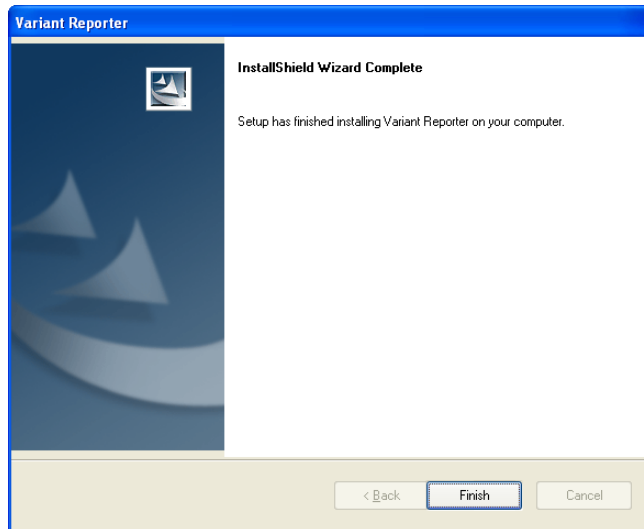 Variant Reporter
InstallShield Wizard Complete
Setup has finished installing Variant Reporter on your computer.
< Back
Finish
Cancel